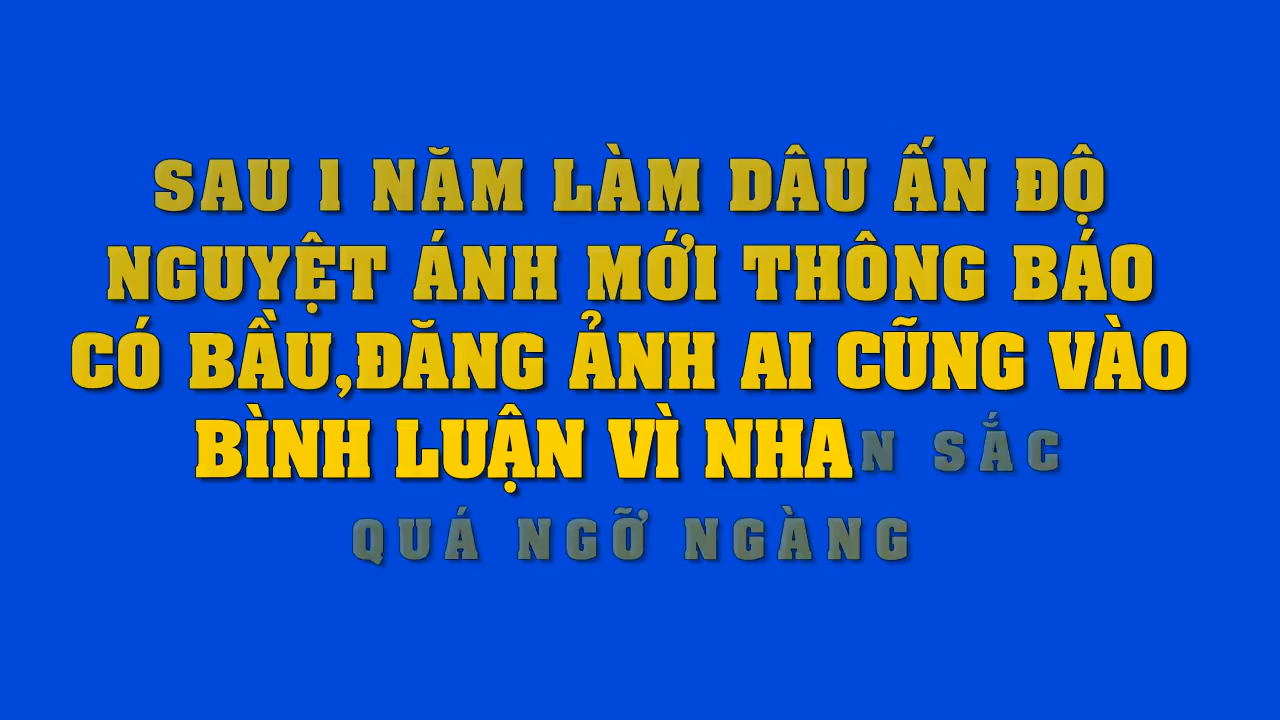 SAU 1 NĂM LÀM DÂU ẤN ĐỘ
NGUYỆT ÁNH MỚI THÔNG BÁO
CÓ BẦU,ĐĂNG ẢNH AI CŨNG VÀO
BÌNH LUẬN VÌ NHAN SẮC
QUÁ NGỠ NGÀNG